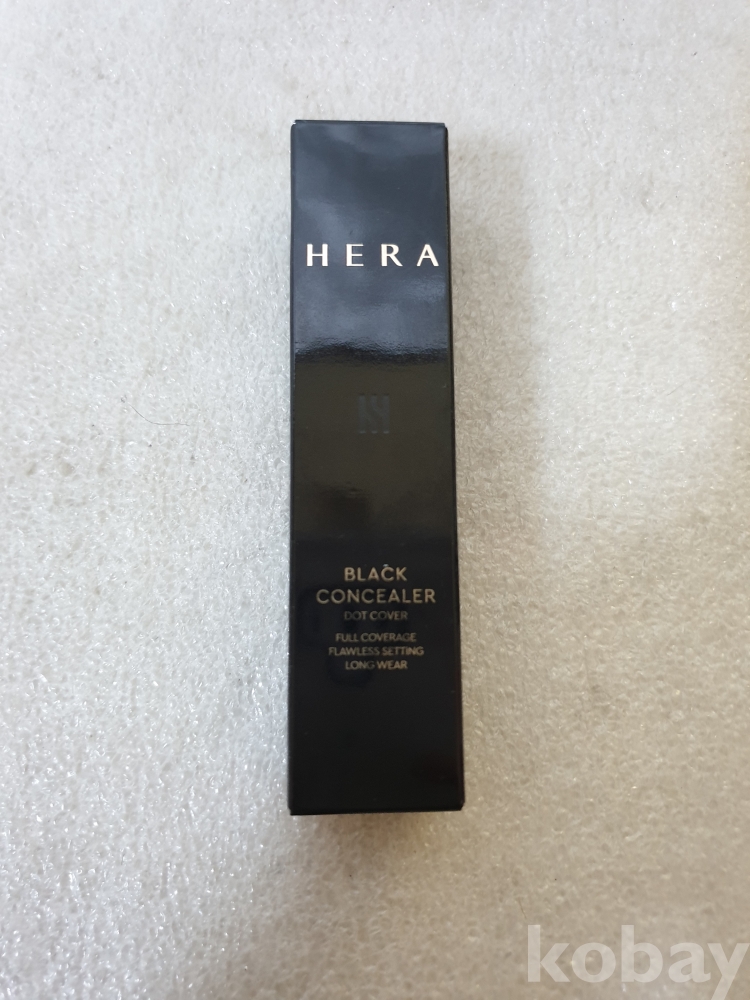 HERA
BLACK
CONCEALER
DOT COVER
FULL COVERAGE
FLAWLESS SETTING
LONG WEAR
kobay